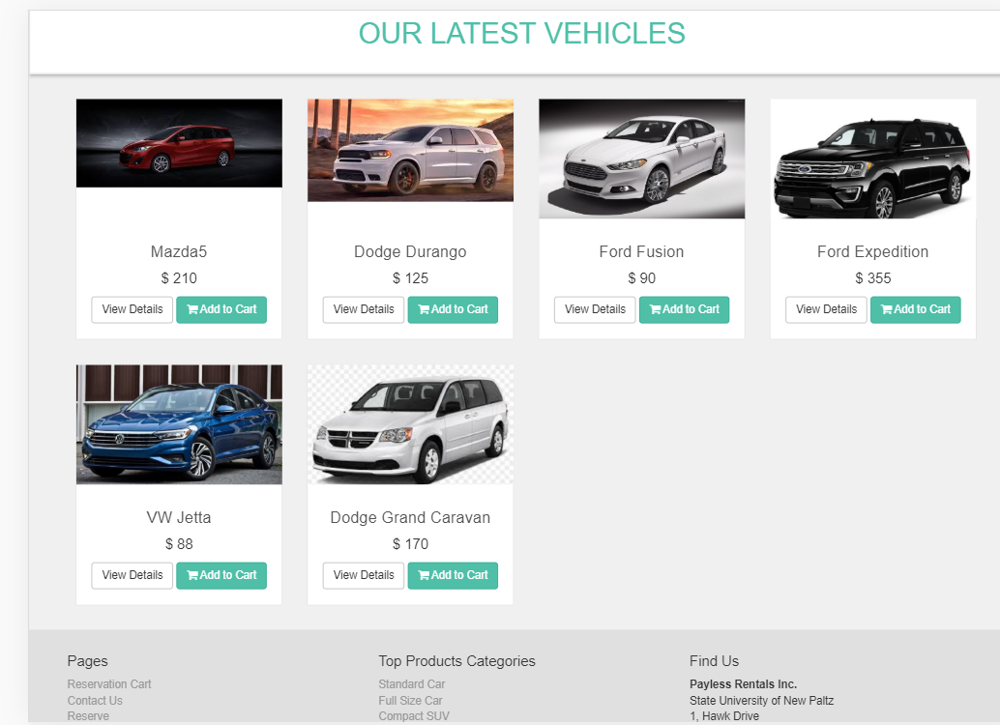 OUR LATEST VEHICLES
Mazda5
$ 210
View Details
Add to Cart
Dodge Durango
$ 125
View Details
Add to Cart
Ford Fusion
$ 90
View Details
Add to Cart
Ford Expedition
$ 355
View Details
Add to Cart
VW Jetta
$ 88
View Details
Add to Cart
Dodge Grand Caravan
$ 170
View Details
Add to Cart
Pages
Reservation Cart
Contact Us
Reserve
Top Products Categories
Standard Car
Full Size Car
Compact SUV
Find Us
Payless Rentals Inc.
State University of New Paltz
1, Hawk Drive